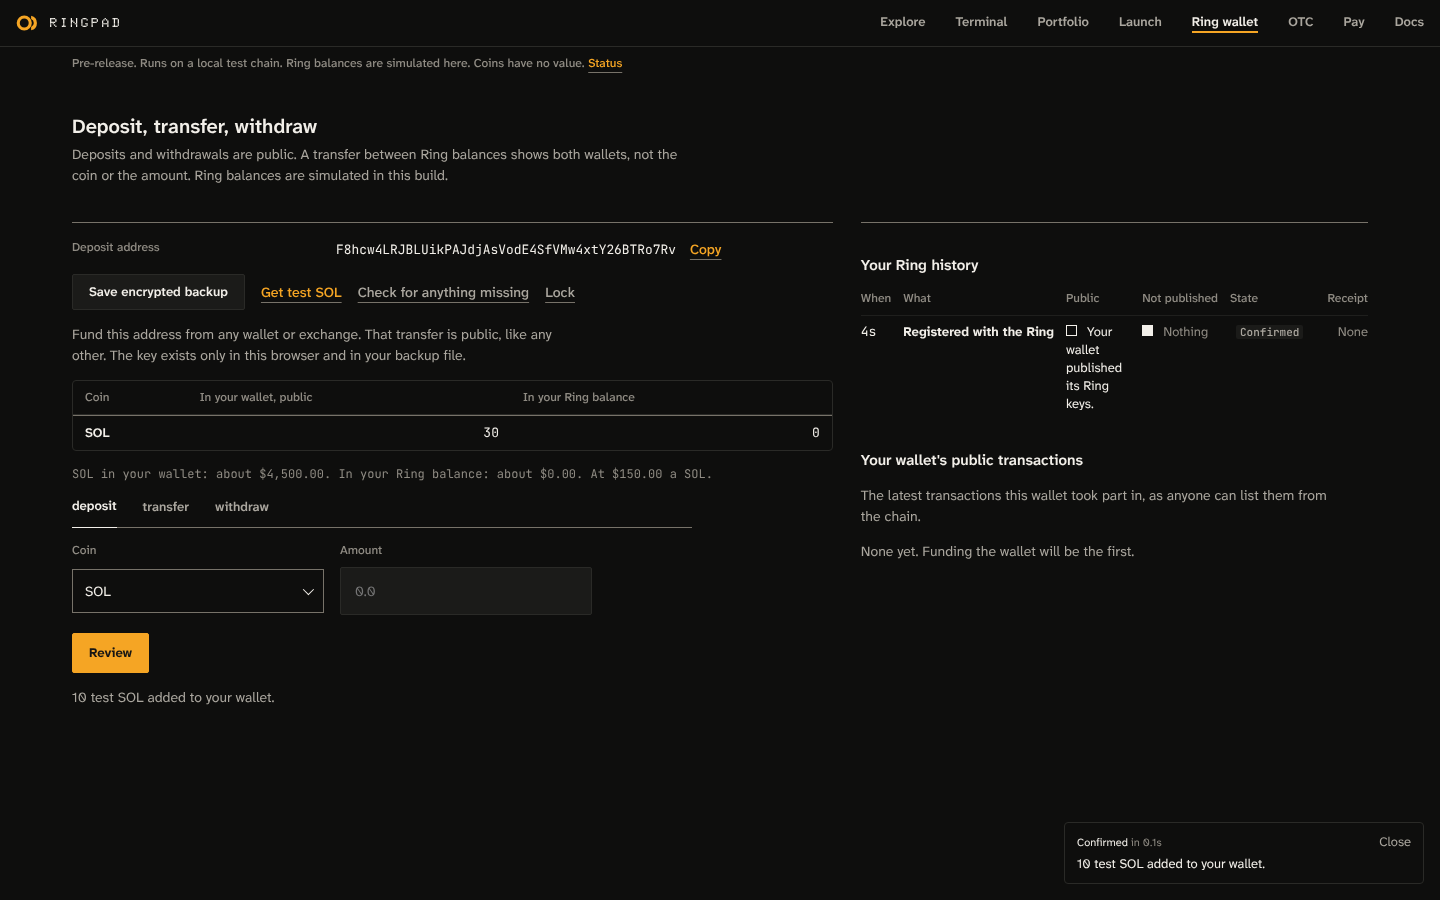 RINGPAD
Explore Terminal Portfolio Launch Ring wallet OTC Pay Docs
Pre-release. Runs on a local test chain. Ring balances are simulated here. Coins have no value. Status
Deposit, transfer, withdraw
Deposits and withdrawals are public. A transfer between Ring balances shows both wallets, not the
coin or the amount. Ring balances are simulated in this build.
Deposit address F8hcw4LRJBLUikPAJdjAsVodE4SfVMw4xtY26BTRo7Rv Copy
Save encrypted backup Get test SOL Check for anything missing Lock
Fund this address from any wallet or exchange. That transfer is public, like any
other. The key exists only in this browser and in your backup file.
Coin In your wallet, public In your Ring balance
SOL 30 0
SOL in your wallet: about $4,500.00. In your Ring balance: about $0.00. At $150.00 a SOL.
deposit transfer withdraw
Coin Amount
SOL 0.0
Review
10 test SOL added to your wallet.
Your Ring history
When What Public Not published State Receipt
4s Registered with the Ring Your Nothing Confirmed None
wallet
published
its Ring
keys.
Your wallet's public transactions
The latest transactions this wallet took part in, as anyone can list them from
the chain.
None yet. Funding the wallet will be the first.
Confirmed in 0.1s Close
10 test SOL added to your wallet.